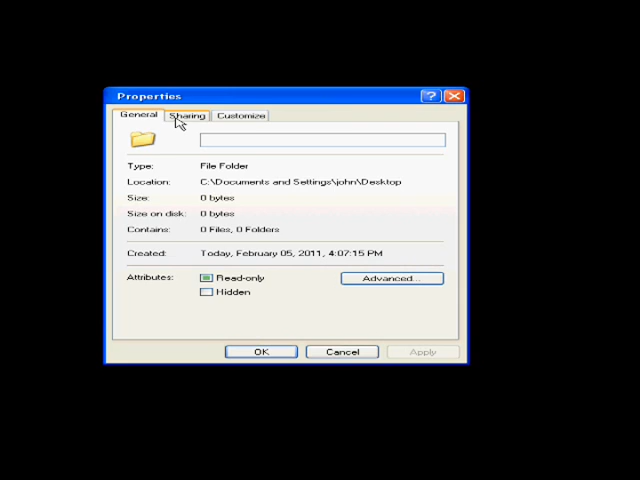 Properties
?
General Sharing Customize
Type: File Folder
Location: C:\Documents and Settings\john\Desktop
Size: 0 bytes
Size on disk: 0 bytes
Contains: 0 Files, 0 Folders
Created: Today, February 05, 2011, 4:07:15 PM
Attributes: Read-only Advanced...
Hidden
OK Cancel Apply